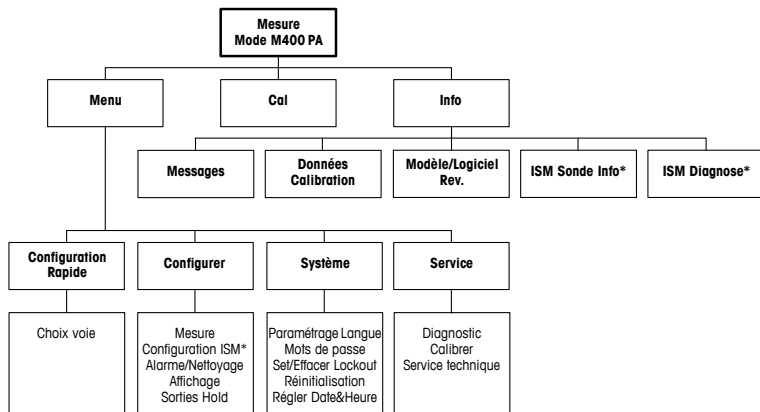 Mesure
Mode M400 PA
Menu
Cal
Info
Messages
Données
Calibration
Modèle/Logiciel
Rev.
ISM Sonde Info*
ISM Diagnose*
Configuration
Rapide
Configurer
Système
Service
Choix voie
Mesure
Configuration ISM*
Alarme/Nettoyage
Affichage
Sorties Hold
Paramétrage Langue
Mots de passe
Set/Effacer Lockout
Réinitialisation
Régler Date&Heure
Diagnostic
Calibrer
Service technique